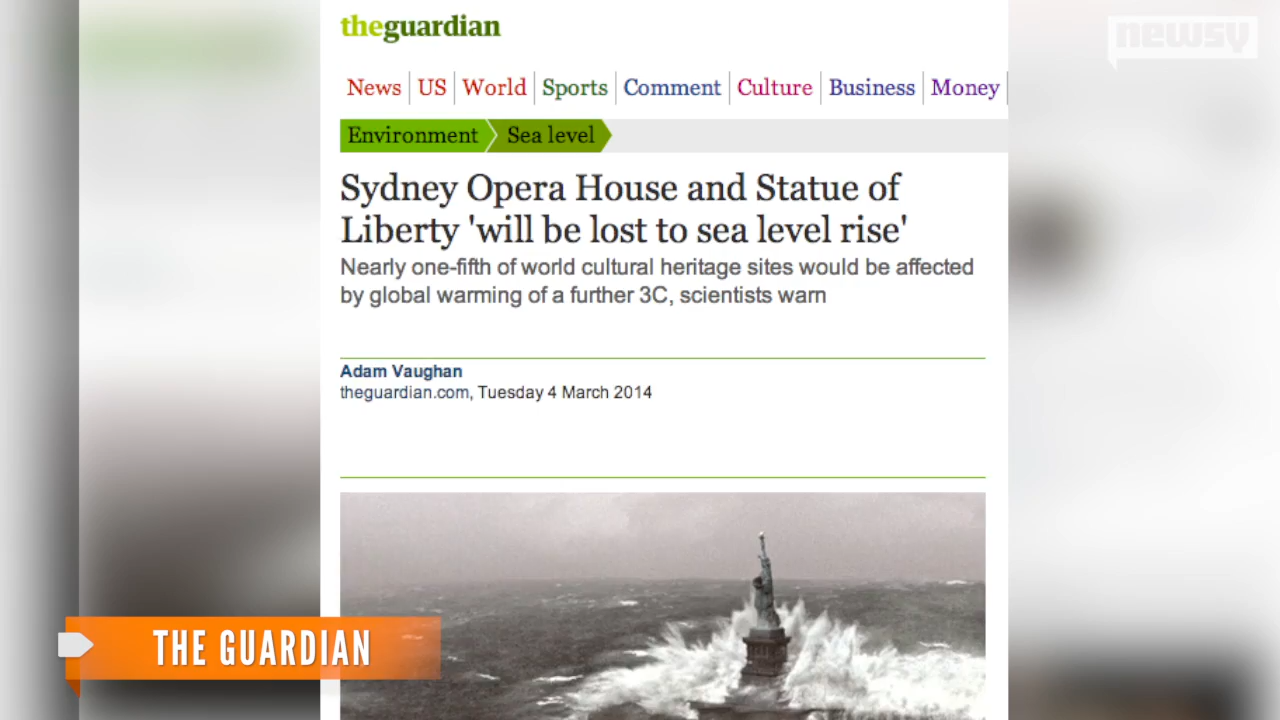 theguardian
newsy
News US World Sports Comment Culture Business Money
Environment Sea level
Sydney Opera House and Statue of
Liberty 'will be lost to sea level rise'
Nearly one-fifth of world cultural heritage sites would be affected
by global warming of a further 3C, scientists warn
Adam Vaughan
theguardian.com, Tuesday 4 March 2014
THE GUARDIAN